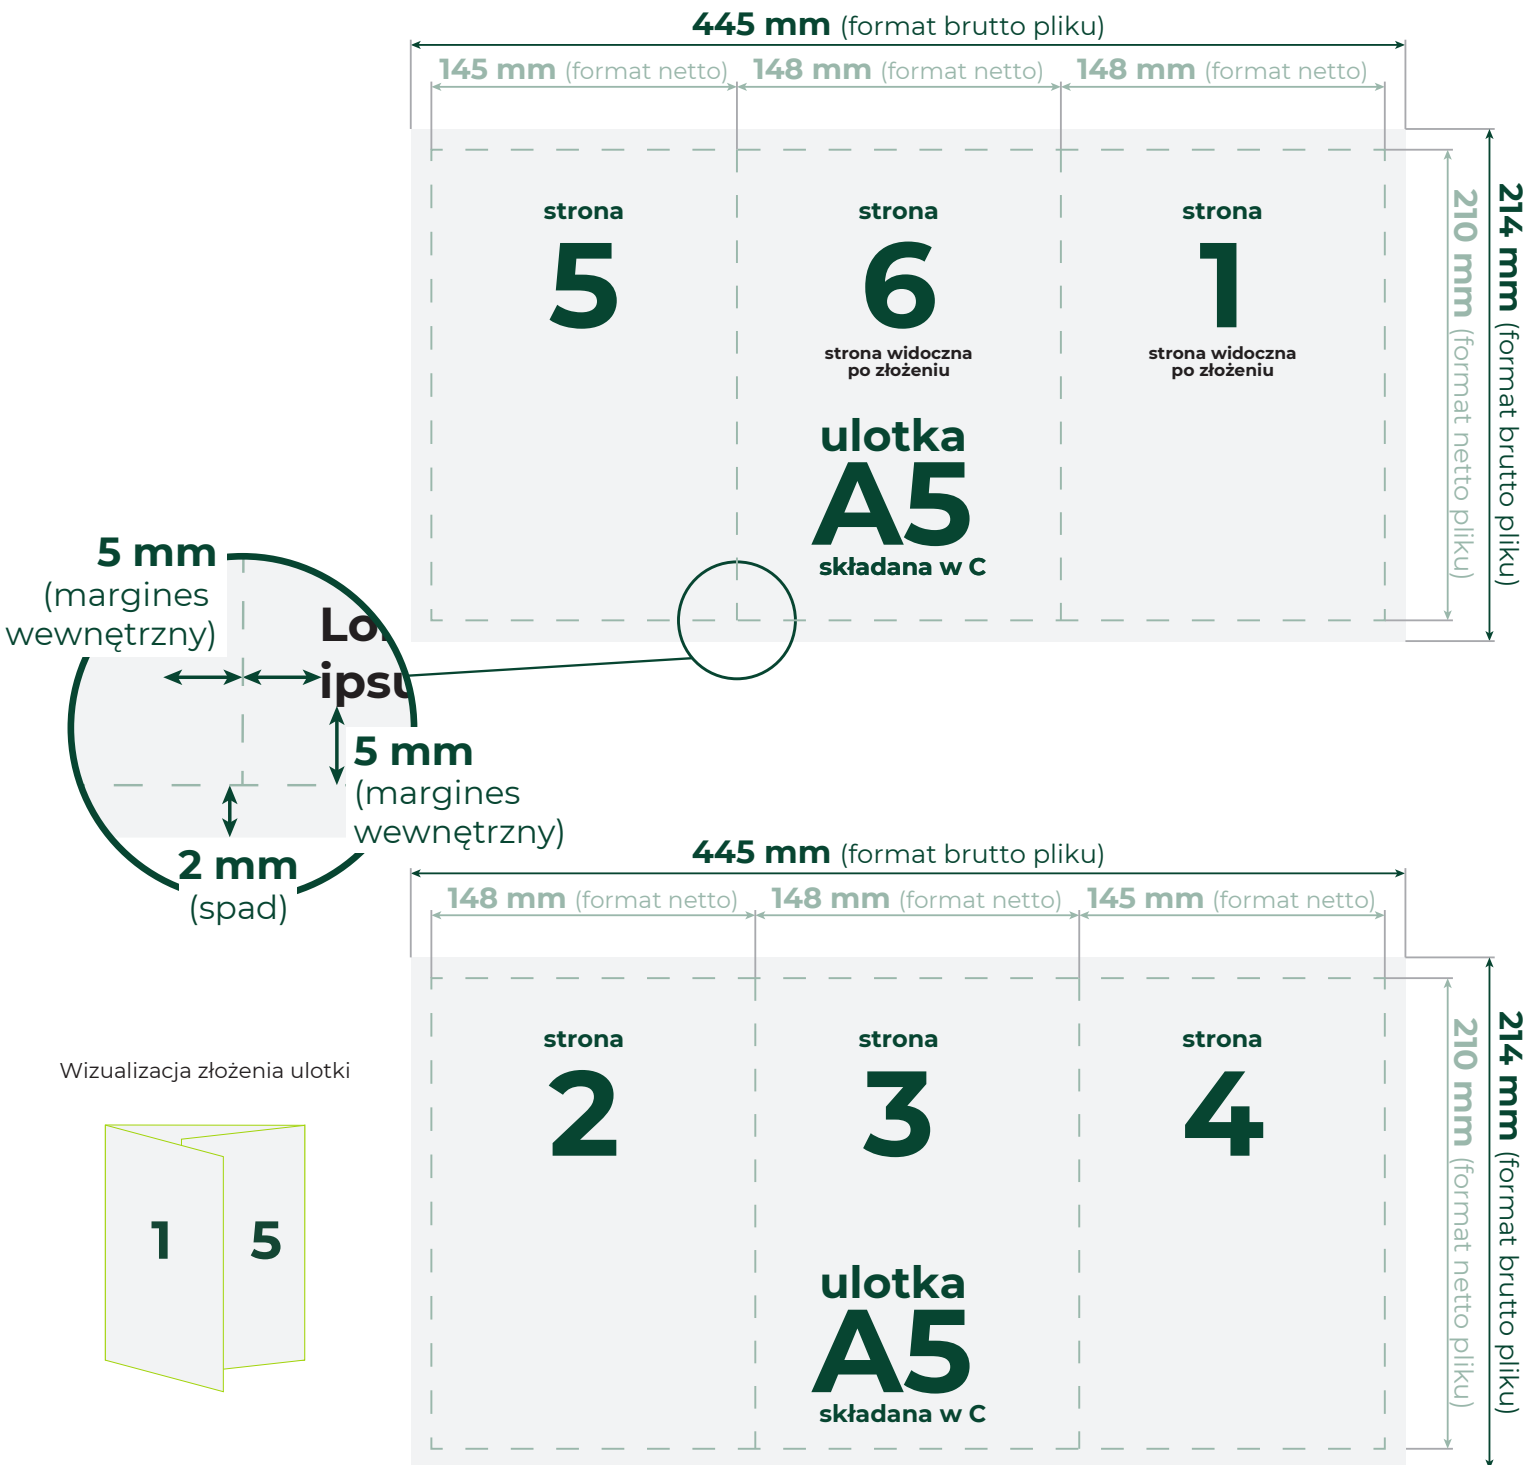 445 mm (format brutto pliku)
145 mm (format netto) 148 mm (format netto) 148 mm (format netto)
strona
5
strona
6
strona widoczna
po złożeniu
strona
1
strona widoczna
po złożeniu
ulotka
A5
składana w C
210 mm (format netto pliku)
214 mm (format brutto pliku)
5 mm
(margines
wewnętrzny)
ipsu
5 mm
(margines
wewnętrzny)
2 mm
(spad)
445 mm (format brutto pliku)
148 mm (format netto) 148 mm (format netto) 145 mm (format netto)
strona
2
strona
3
strona
4
ulotka
A5
składana w C
210 mm (format netto pliku)
214 mm (format brutto pliku)
Wizualizacja złożenia ulotki
1 5